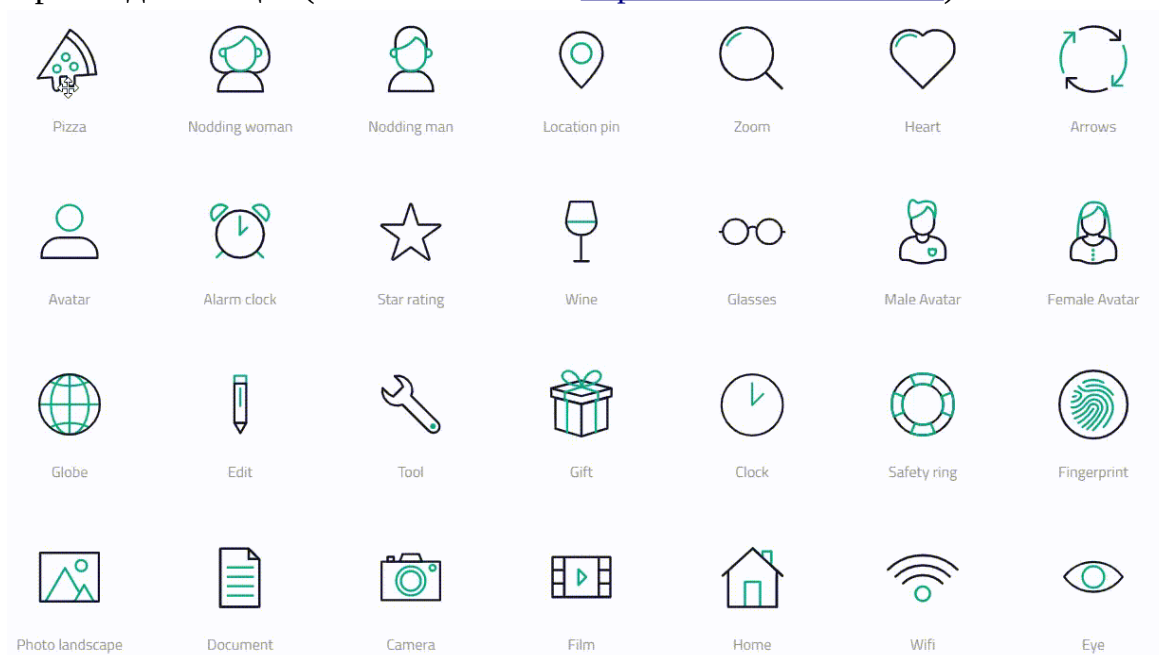 Pizza Nodding woman Nodding man Location pin Zoom Heart Arrows
Avatar Alarm clock Star rating Wine Glasses Male Avatar Female Avatar
Globe Edit Tool Gift Clock Safety ring Fingerprint
Photo landscape Document Camera Film Home Wifi Eye